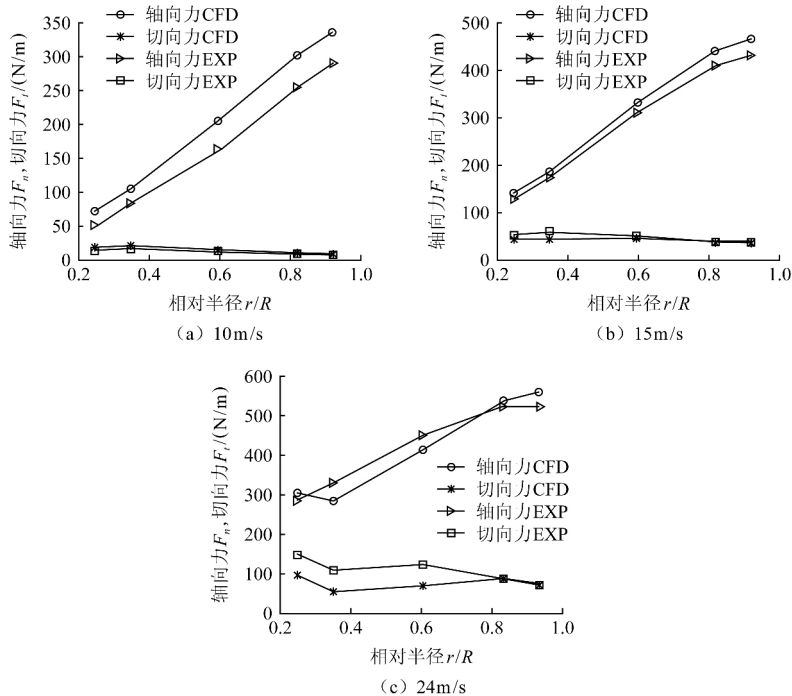 轴向力CFD
切向力CFD
轴向力EXP
切向力EXP
轴向力Fn,切向力Ft/(N/m)
350
300
250
200
150
100
50
0
0.2 0.4 0.6 0.8 1.0
相对半径r/R
（a）10m/s
轴向力CFD
切向力CFD
轴向力EXP
切向力EXP
轴向力Fn,切向力Ft/(N/m)
500
400
300
200
100
0
0.2 0.4 0.6 0.8 1.0
相对半径r/R
（b）15m/s
轴向力Fn,切向力Ft/(N/m)
600
500
400
300
200
100
0
轴向力CFD
切向力CFD
轴向力EXP
切向力EXP
0.2 0.4 0.6 0.8 1.0
相对半径r/R
（c）24m/s